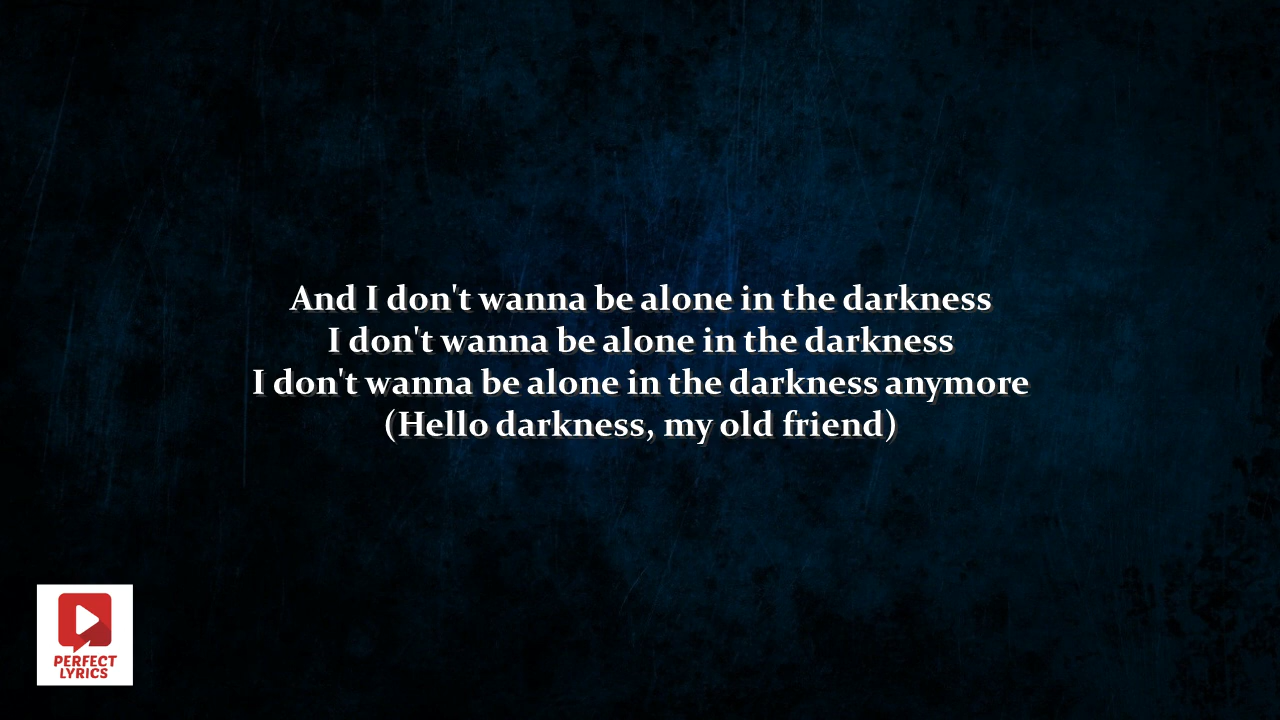 And I don't wanna be alone in the darkness
I don't wanna be alone in the darkness
I don't wanna be alone in the darkness anymore
(Hello darkness, my old friend)
PERFECT
LYRICS